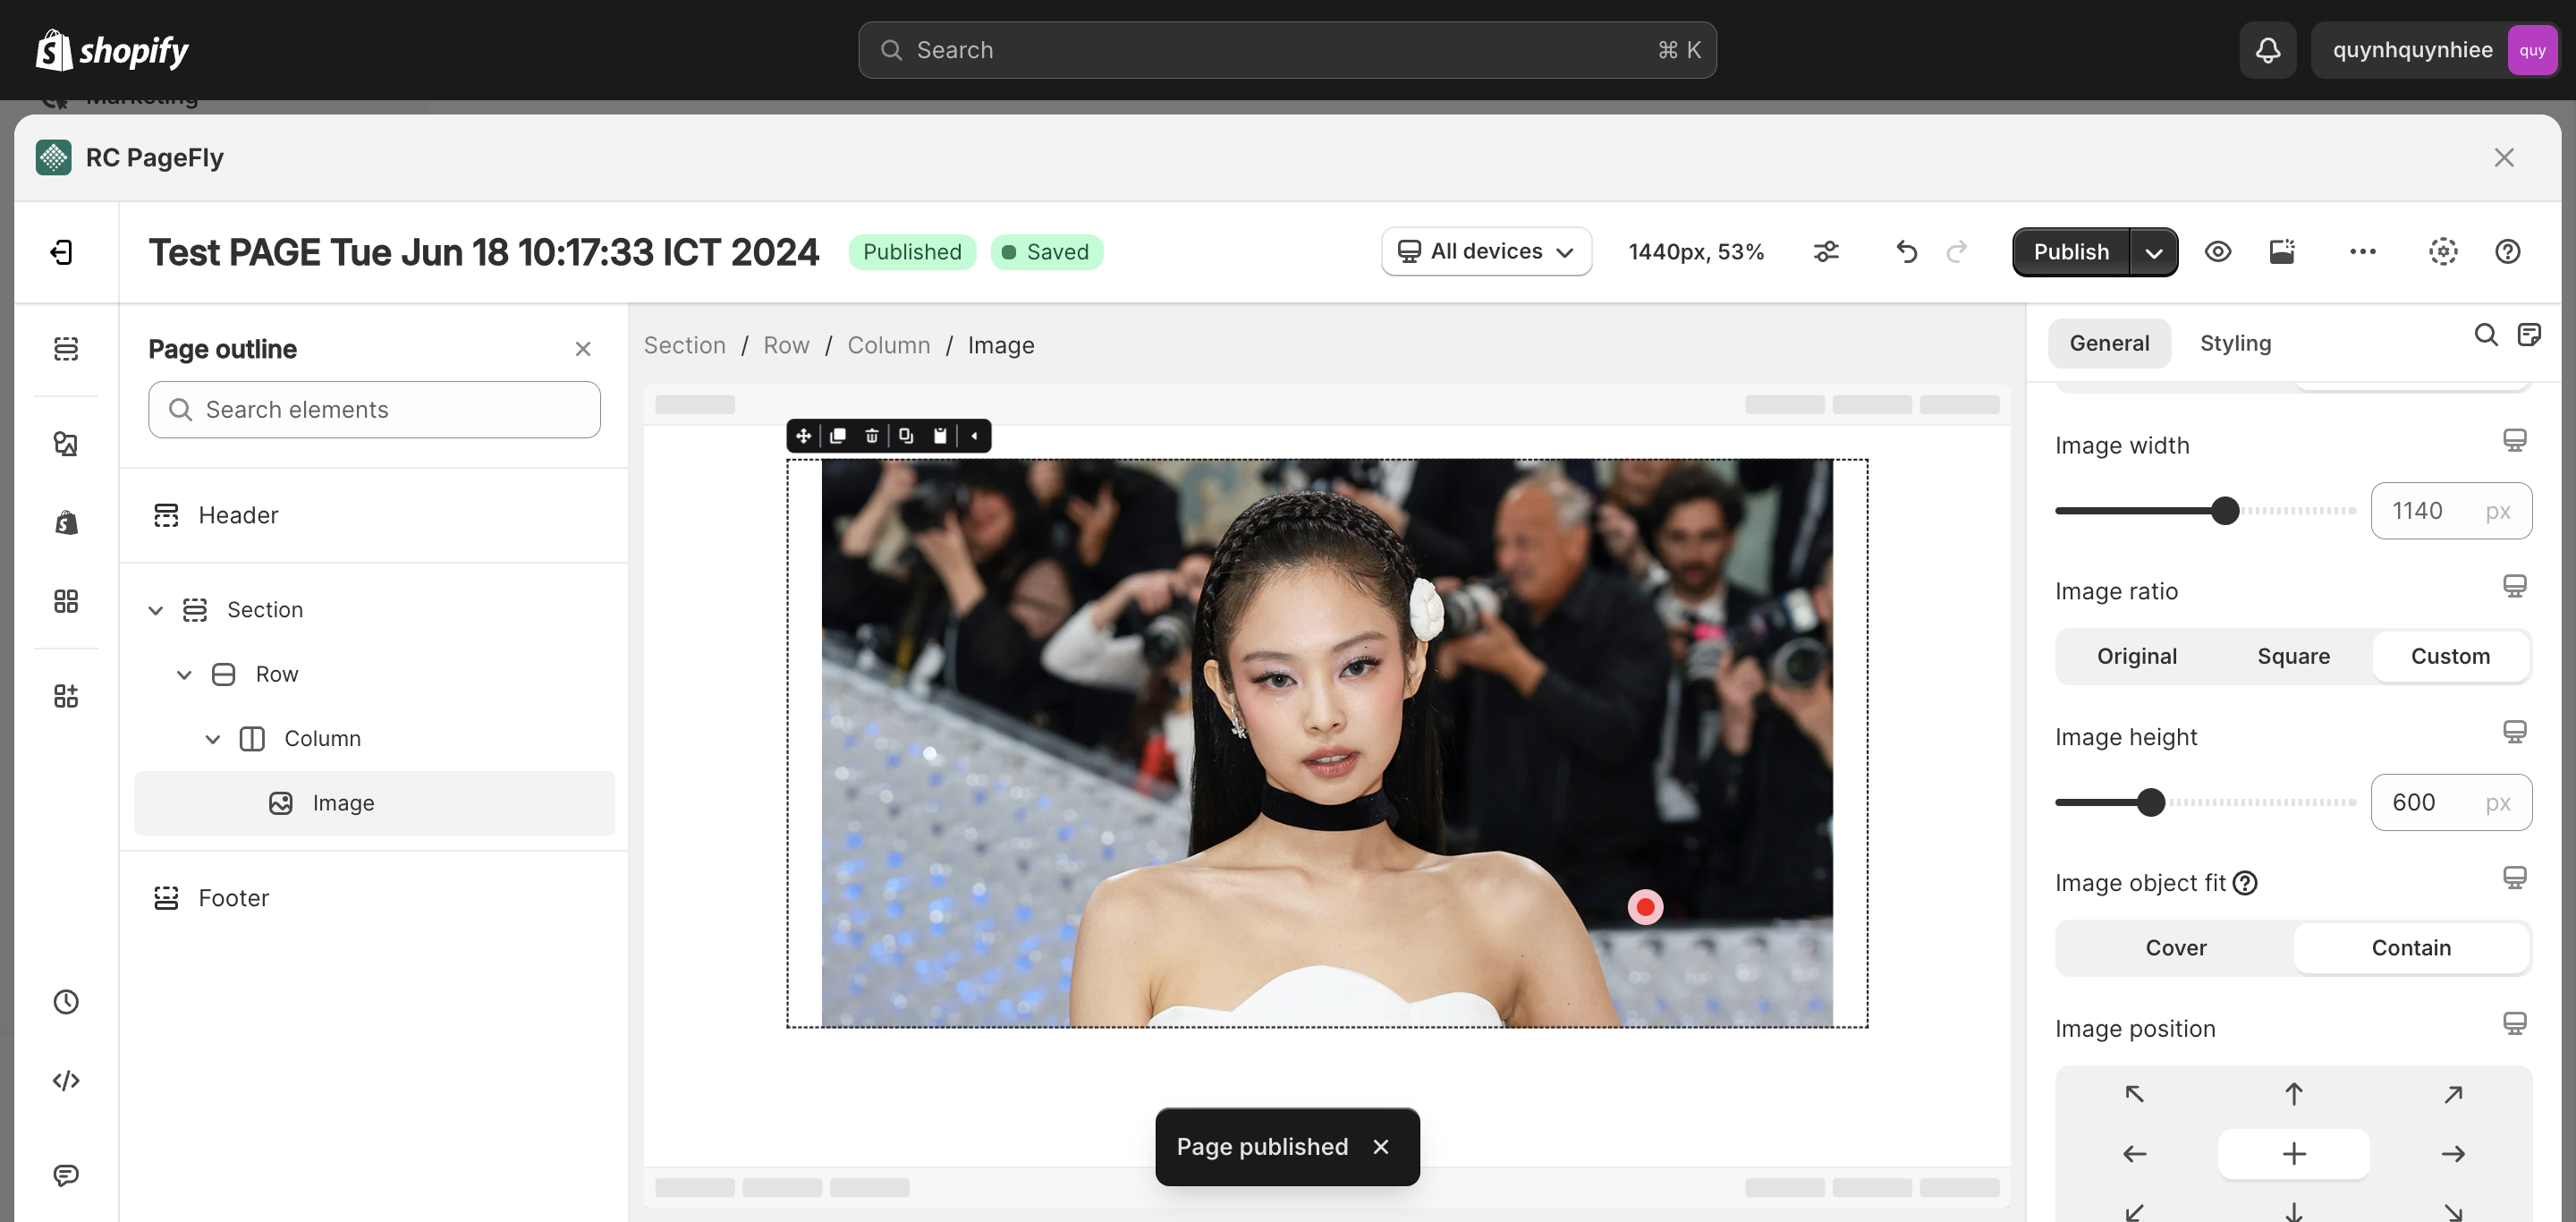 shopify
Search
⌘ K
quynhquynhiee
quy
Marketing
RC PageFly
Test PAGE Tue Jun 18 10:17:33 ICT 2024
Published
Saved
All devices
1440px, 53%
Publish
Page outline
Search elements
Header
Section
Row
Column
Image
Footer
Section / Row / Column / Image
Page published
General
Styling
Image width
1140 px
Image ratio
Original
Square
Custom
Image height
600 px
Image object fit
Cover
Contain
Image position